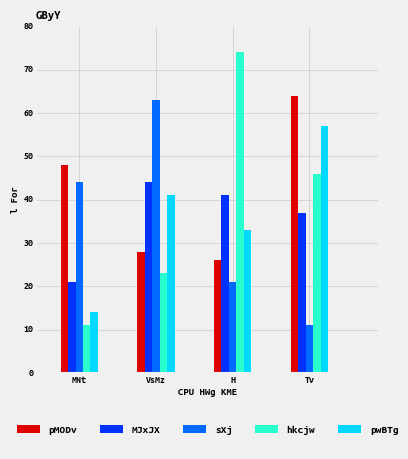 GByY
80
70
60
50
40
30
20
10
0
l For
MNt VsMz H Tv
CPU HWg KME
pMODv MJxJX sXj hkcjw pwBTg